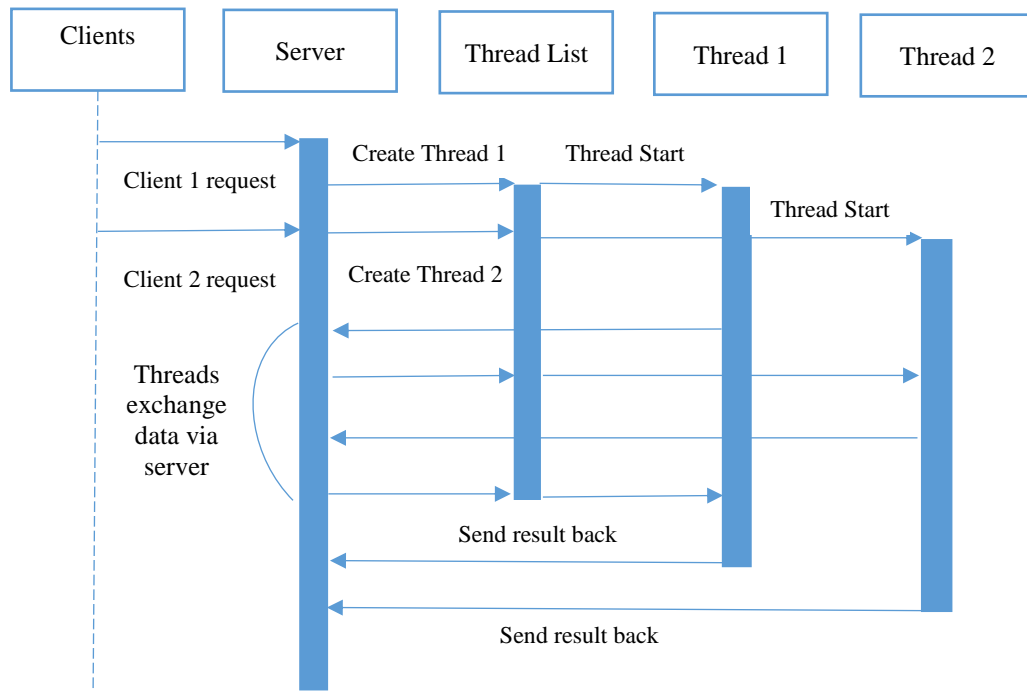 Clients
Server
Thread List
Thread 1
Thread 2
Create Thread 1
Thread Start
Client 1 request
Thread Start
Client 2 request
Create Thread 2
Threads
exchange
data via
server
Send result back
Send result back